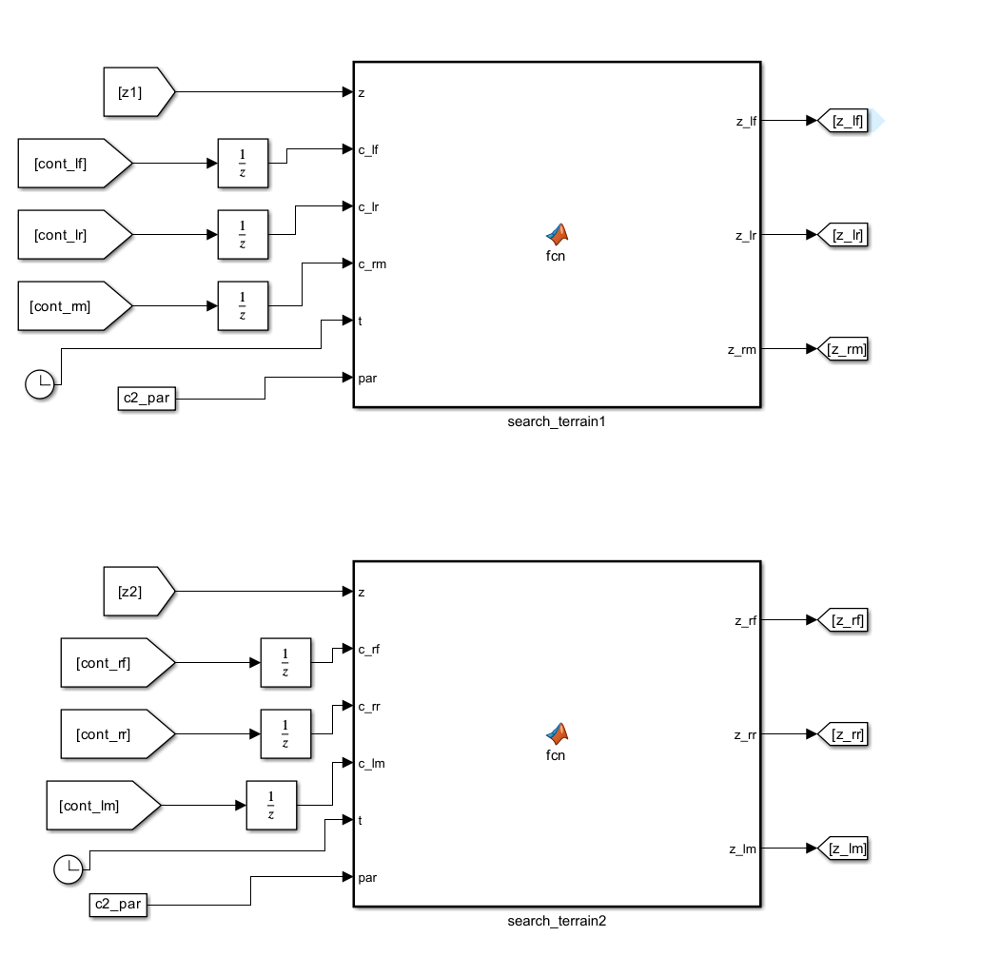 [z1]
z
z_lf
[z_lf]
[cont_lf]
1
z
c_lf
[cont_lr]
1
z
c_lr
z_lr
[z_lr]
fcn
[cont_rm]
1
z
c_rm
t
z_rm
[z_rm]
c2_par
par
search_terrain1
[z2]
z
z_rf
[z_rf]
[cont_rf]
1
z
c_rf
[cont_rr]
1
z
c_rr
z_rr
[z_rr]
fcn
[cont_lm]
1
z
c_lm
t
z_lm
[z_lm]
c2_par
par
search_terrain2